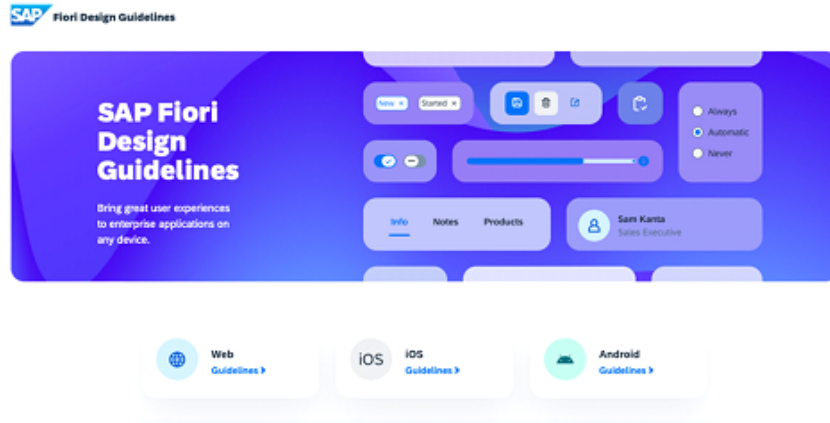 SAP Fiori Design Guidelines
SAP Fiori
Design
Guidelines
Bring great user experiences
to enterprise applications on
any device.
New ×
Started ×
Always
Automatic
Never
Info Notes Products
Sam Kanta
Sales Executive
Web
Guidelines >
iOS
iOS
Guidelines >
Android
Guidelines >